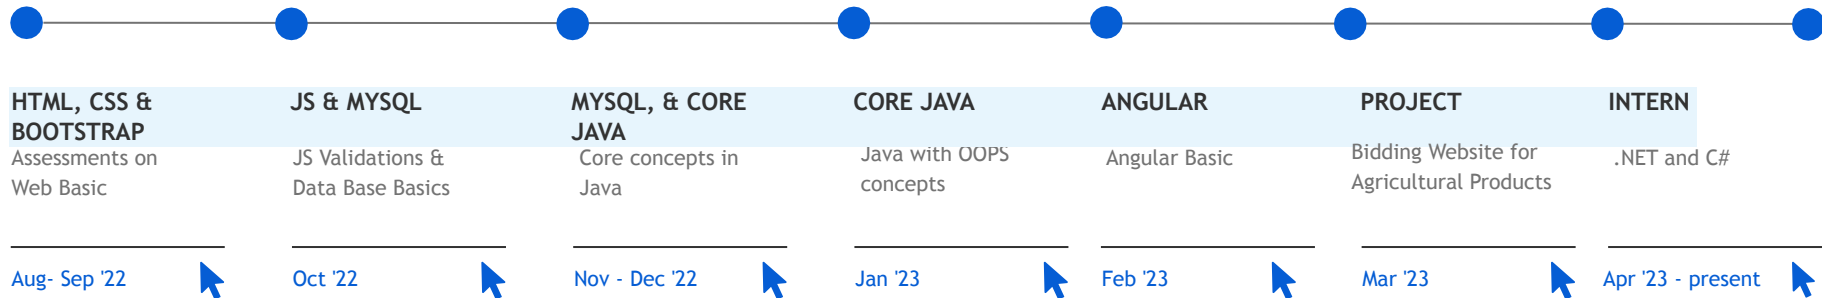 HTML, CSS &
BOOTSTRAP
Assessments on
Web Basic
Aug- Sep '22
JS & MYSQL
JS Validations &
Data Base Basics
Oct '22
MYSQL, & CORE
JAVA
Core concepts in
Java
Nov - Dec '22
CORE JAVA
Java with OOPS
concepts
Jan '23
ANGULAR
Angular Basic
Feb '23
PROJECT
Bidding Website for
Agricultural Products
Mar '23
INTERN
.NET and C#
Apr '23 - present